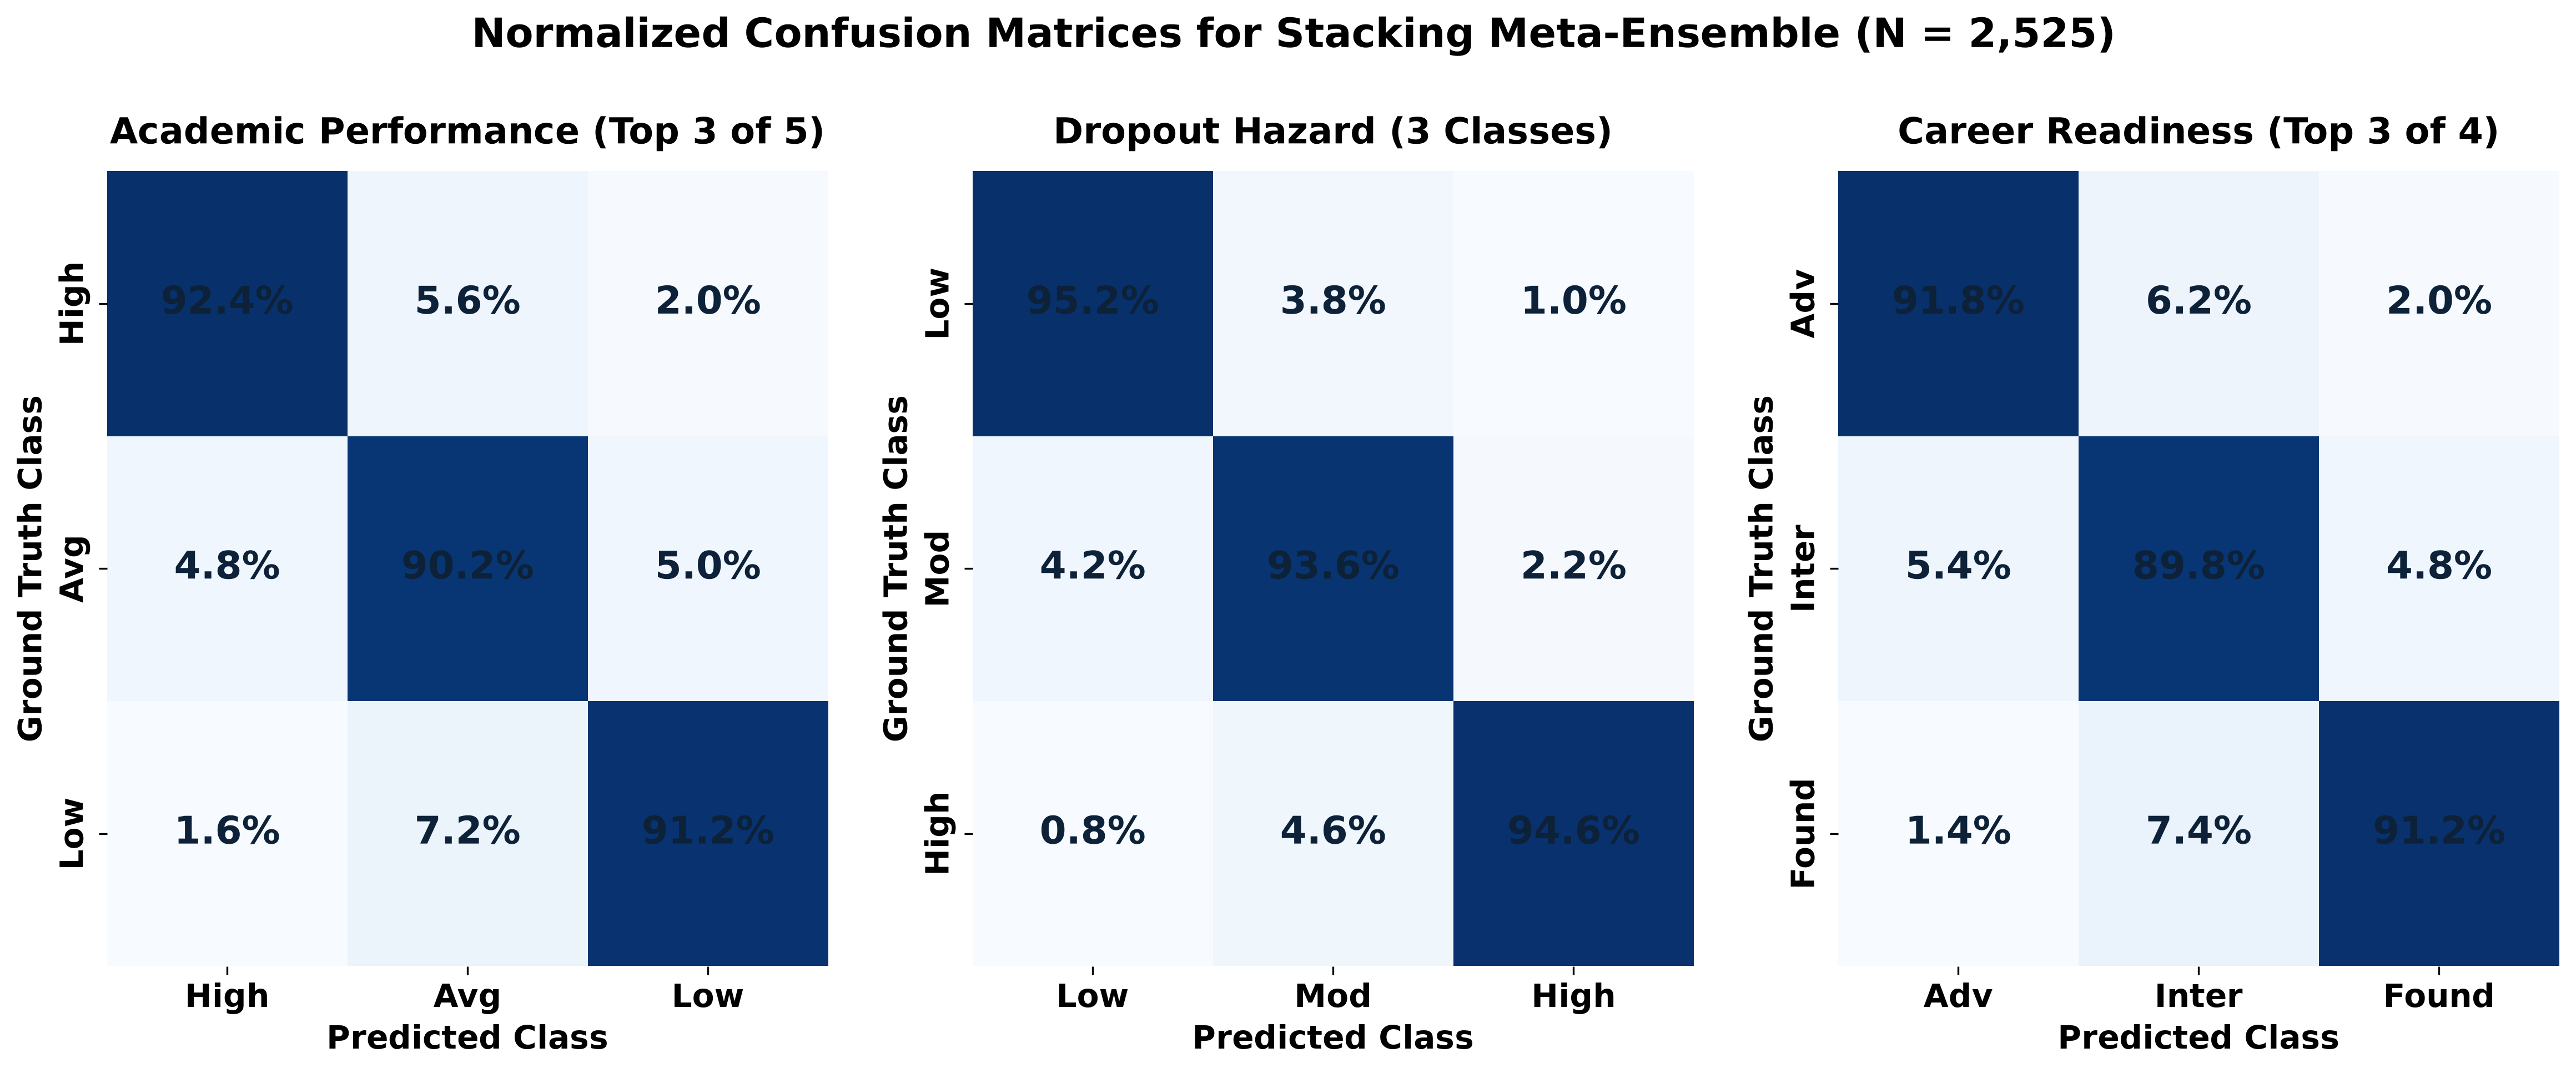 Normalized Confusion Matrices for Stacking Meta-Ensemble (N = 2,525)
Academic Performance (Top 3 of 5)
Ground Truth Class
High
92.4% 5.6% 2.0%
Avg
4.8% 90.2% 5.0%
Low
1.6% 7.2% 91.2%
High Avg Low
Predicted Class
Dropout Hazard (3 Classes)
Ground Truth Class
Low
95.2% 3.8% 1.0%
Mod
4.2% 93.6% 2.2%
High
0.8% 4.6% 94.6%
Low Mod High
Predicted Class
Career Readiness (Top 3 of 4)
Ground Truth Class
Adv
91.8% 6.2% 2.0%
Inter
5.4% 89.8% 4.8%
Found
1.4% 7.4% 91.2%
Adv Inter Found
Predicted Class